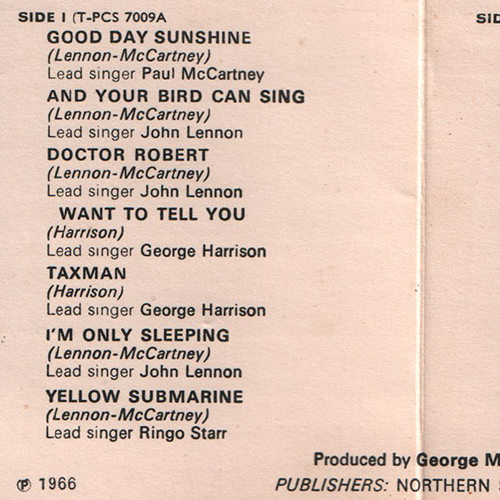 SIDE I (T-PCS 7009A
GOOD DAY SUNSHINE
(Lennon-McCartney)
Lead singer Paul McCartney
AND YOUR BIRD CAN SING
(Lennon-McCartney)
Lead singer John Lennon
DOCTOR ROBERT
(Lennon-McCartney)
Lead singer John Lennon
WANT TO TELL YOU
(Harrison)
Lead singer George Harrison
TAXMAN
(Harrison)
Lead singer George Harrison
I'M ONLY SLEEPING
(Lennon-McCartney)
Lead singer John Lennon
YELLOW SUBMARINE
(Lennon-McCartney)
Lead singer Ringo Starr
Produced by George M
℗ 1966
PUBLISHERS: NORTHERN